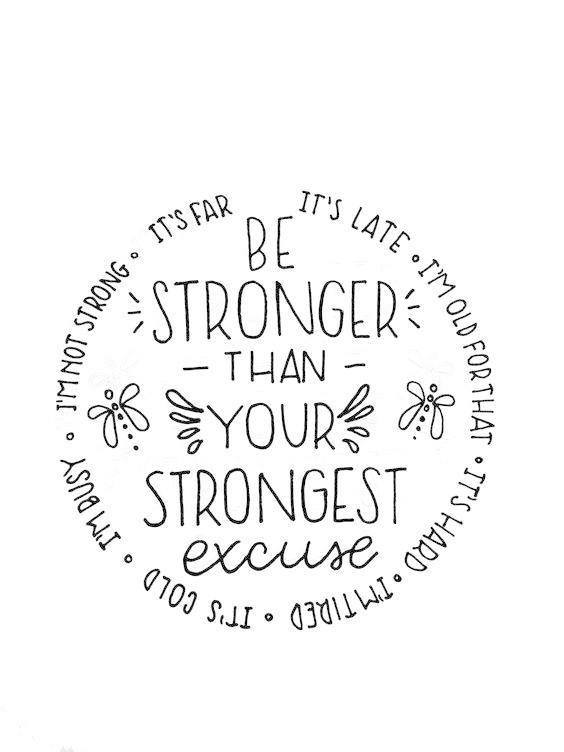 BE
STRONGER
- THAN -
YOUR
STRONGEST
excuse
IT'S LATE • I'M OLD FOR THAT • IT'S HARD • I'M TIRED • IT'S COLD • I'M BUSY • I'M NOT STRONG • IT'S FAR